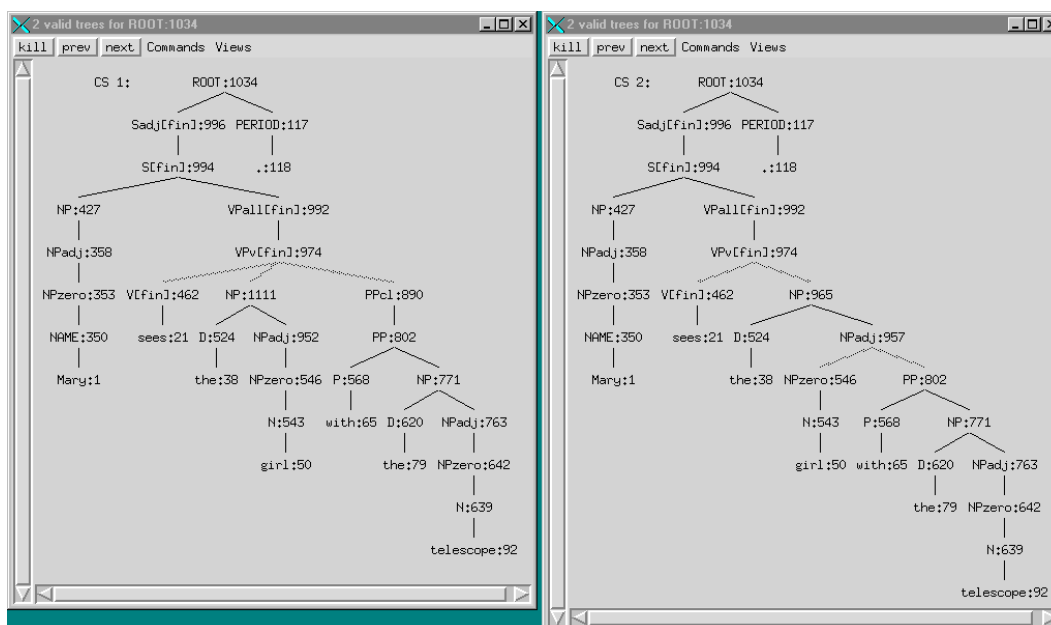 2 valid trees for ROOT:1034
kill prev next Commands Views
CS 1: ROOT:1034
Sadj[fin]:996 PERIOD:117
S[fin]:994 .:118
NP:427 VPall[fin]:992
NPadj:358 VPv[fin]:974
NPzero:353 V[fin]:462 NP:1111 PPcl:890
NAME:350 sees:21 D:524 NPadj:952 PP:802
Mary:1 the:38 NPzero:546 P:568 NP:771
N:543 with:65 D:620 NPadj:763
girl:50 the:79 NPzero:642
N:639
telescope:92
2 valid trees for ROOT:1034
kill prev next Commands Views
CS 2: ROOT:1034
Sadj[fin]:996 PERIOD:117
S[fin]:994 .:118
NP:427 VPall[fin]:992
NPadj:358 VPv[fin]:974
NPzero:353 V[fin]:462 NP:965
NAME:350 sees:21 D:524 NPadj:957
Mary:1 the:38 NPzero:546 PP:802
N:543 P:568 NP:771
girl:50 with:65 D:620 NPadj:763
the:79 NPzero:642
N:639
telescope:92